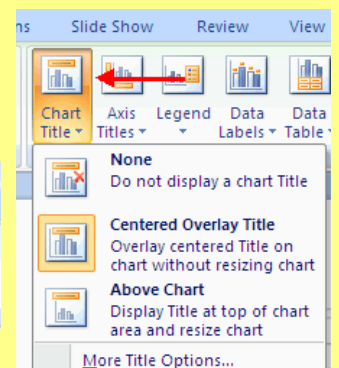 ns Slide Show Review View
Chart Title Axis Titles Legend Data Labels Data Table
None
Do not display a chart Title
Centered Overlay Title
Overlay centered Title on
chart without resizing chart
Above Chart
Display Title at top of chart
area and resize chart
More Title Options...